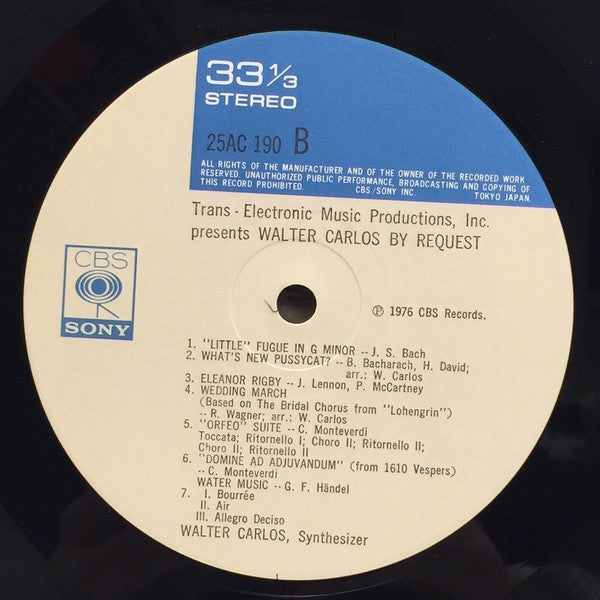 33 1/3
STEREO
25AC 190 B
ALL RIGHTS OF THE MANUFACTURER AND OF THE OWNER OF THE RECORDED WORK
RESERVED. UNAUTHORIZED PUBLIC PERFORMANCE, BROADCASTING AND COPYING OF
THIS RECORD PROHIBITED CBS/SONY INC. TOKYO JAPAN.
Trans-Electronic Music Productions, Inc.
presents WALTER CARLOS BY REQUEST
CBS
SONY
℗ 1976 CBS Records.
1. "LITTLE" FUGUE IN G MINOR -- J. S. Bach
2. WHAT'S NEW PUSSYCAT? -- B. Bacharach, H. David;
arr.: W. Carlos
3. ELEANOR RIGBY -- J. Lennon, P. McCartney
4. WEDDING MARCH
(Based on The Bridal Chorus from "Lohengrin")
-- R. Wagner; arr.: W. Carlos
5. "ORFEO" SUITE -- C. Monteverdi
Toccata; Ritornello I; Choro II; Ritornello II;
Choro II; Ritornello II
6. "DOMINE AD ADJUVANDUM" (from 1610 Vespers)
-- C. Monteverdi
WATER MUSIC -- G. F. Händel
7. I. Bourrée
II. Air
III. Allegro Deciso
WALTER CARLOS, Synthesizer